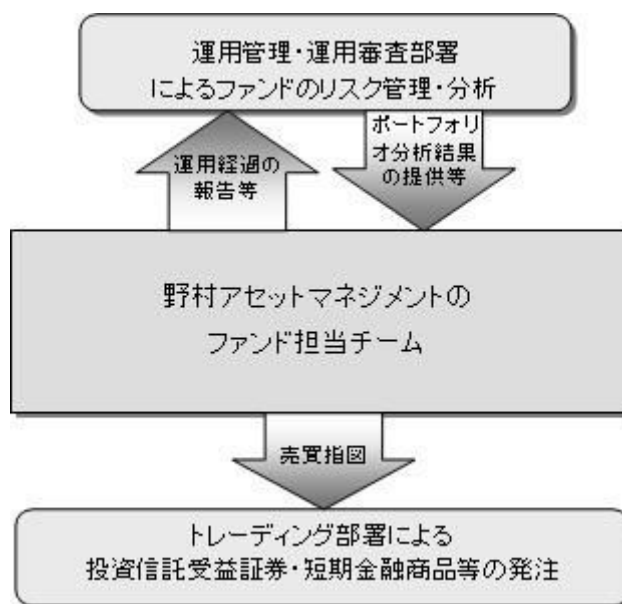 運用管理・運用審査部署
によるファンドのリスク管理・分析
運用経過の
報告等
ポートフォリ
オ分析結果
の提供等
野村アセットマネジメントの
ファンド担当チーム
売買指図
トレーディング部署による
投資信託受益証券・短期金融商品等の発注